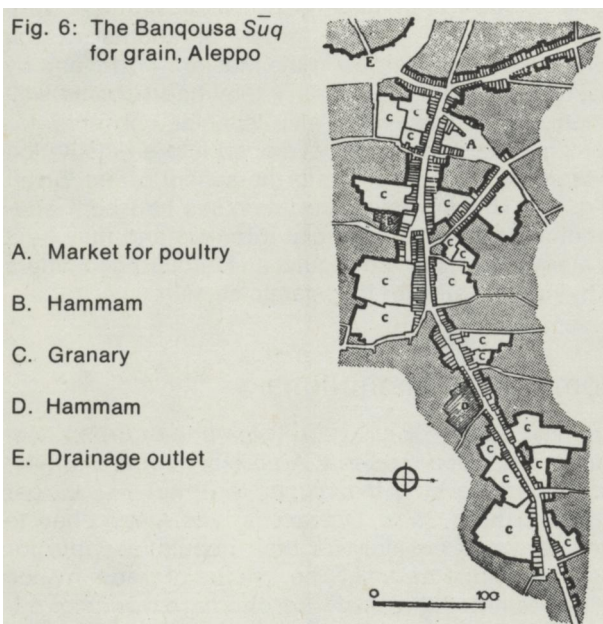 Fig. 6: The Banqousa Sūq
for grain, Aleppo
A. Market for poultry
B. Hammam
C. Granary
D. Hammam
E. Drainage outlet
E
C
C
C
A
C
C
C
C
C
C
C
C
C
C
D
C
C
C
C
C
C
0
100